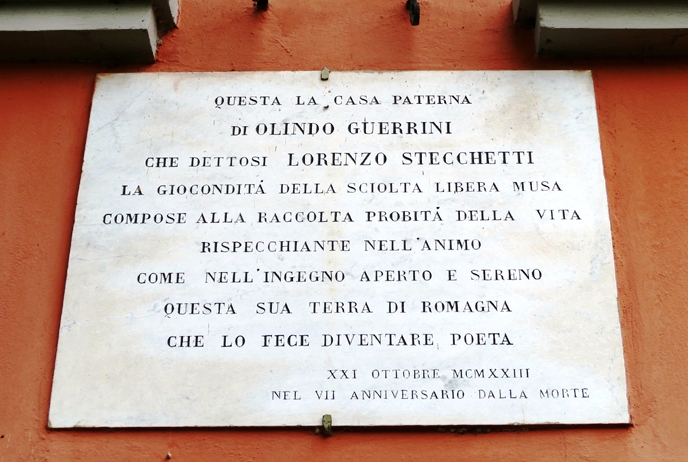 QUESTA LA CASA PATERNA
DI OLINDO GUERRINI
CHE DETTOSI LORENZO STECCHETTI
LA GIOCONDITÁ DELLA SCIOLTA LIBERA MUSA
COMPOSE ALLA RACCOLTA PROBITÁ DELLA VITA
RISPECCHIANTE NELL'ANIMO
COME NELL'INGEGNO APERTO E SERENO
QUESTA SUA TERRA DI ROMAGNA
CHE LO FECE DIVENTARE POETA
XXI OTTOBRE MCMXXIII
NEL VII ANNIVERSARIO DALLA MORTE